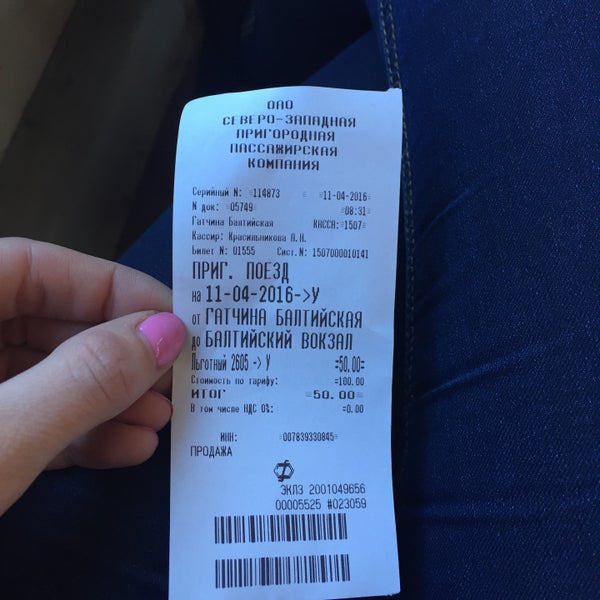 ОАО
СЕВЕРО-ЗАПАДНАЯ
ПРИГОРОДНАЯ
ПАССАЖИРСКАЯ
КОМПАНИЯ
Серийный N: =114873 = =11-04-2016=
N док: =05749= =08:31=
Гатчина Балтийская КАССА:=1507=
Кассир: Красильникова А.Н.
Билет N: 01555 Сист.N: 1507000010141
ПРИГ. ПОЕЗД
на 11-04-2016->У
от ГАТЧИНА БАЛТИЙСКАЯ
до БАЛТИЙСКИЙ ВОКЗАЛ
Льготный 2605 -> У =50.00=
Стоимость по тарифу: =100.00
ИТОГ =50.00=
В том числе НДС 0%: =0.00
ИНН: =007839330845=
ПРОДАЖА
ЭКЛЗ 2001049656
00005525 #023059